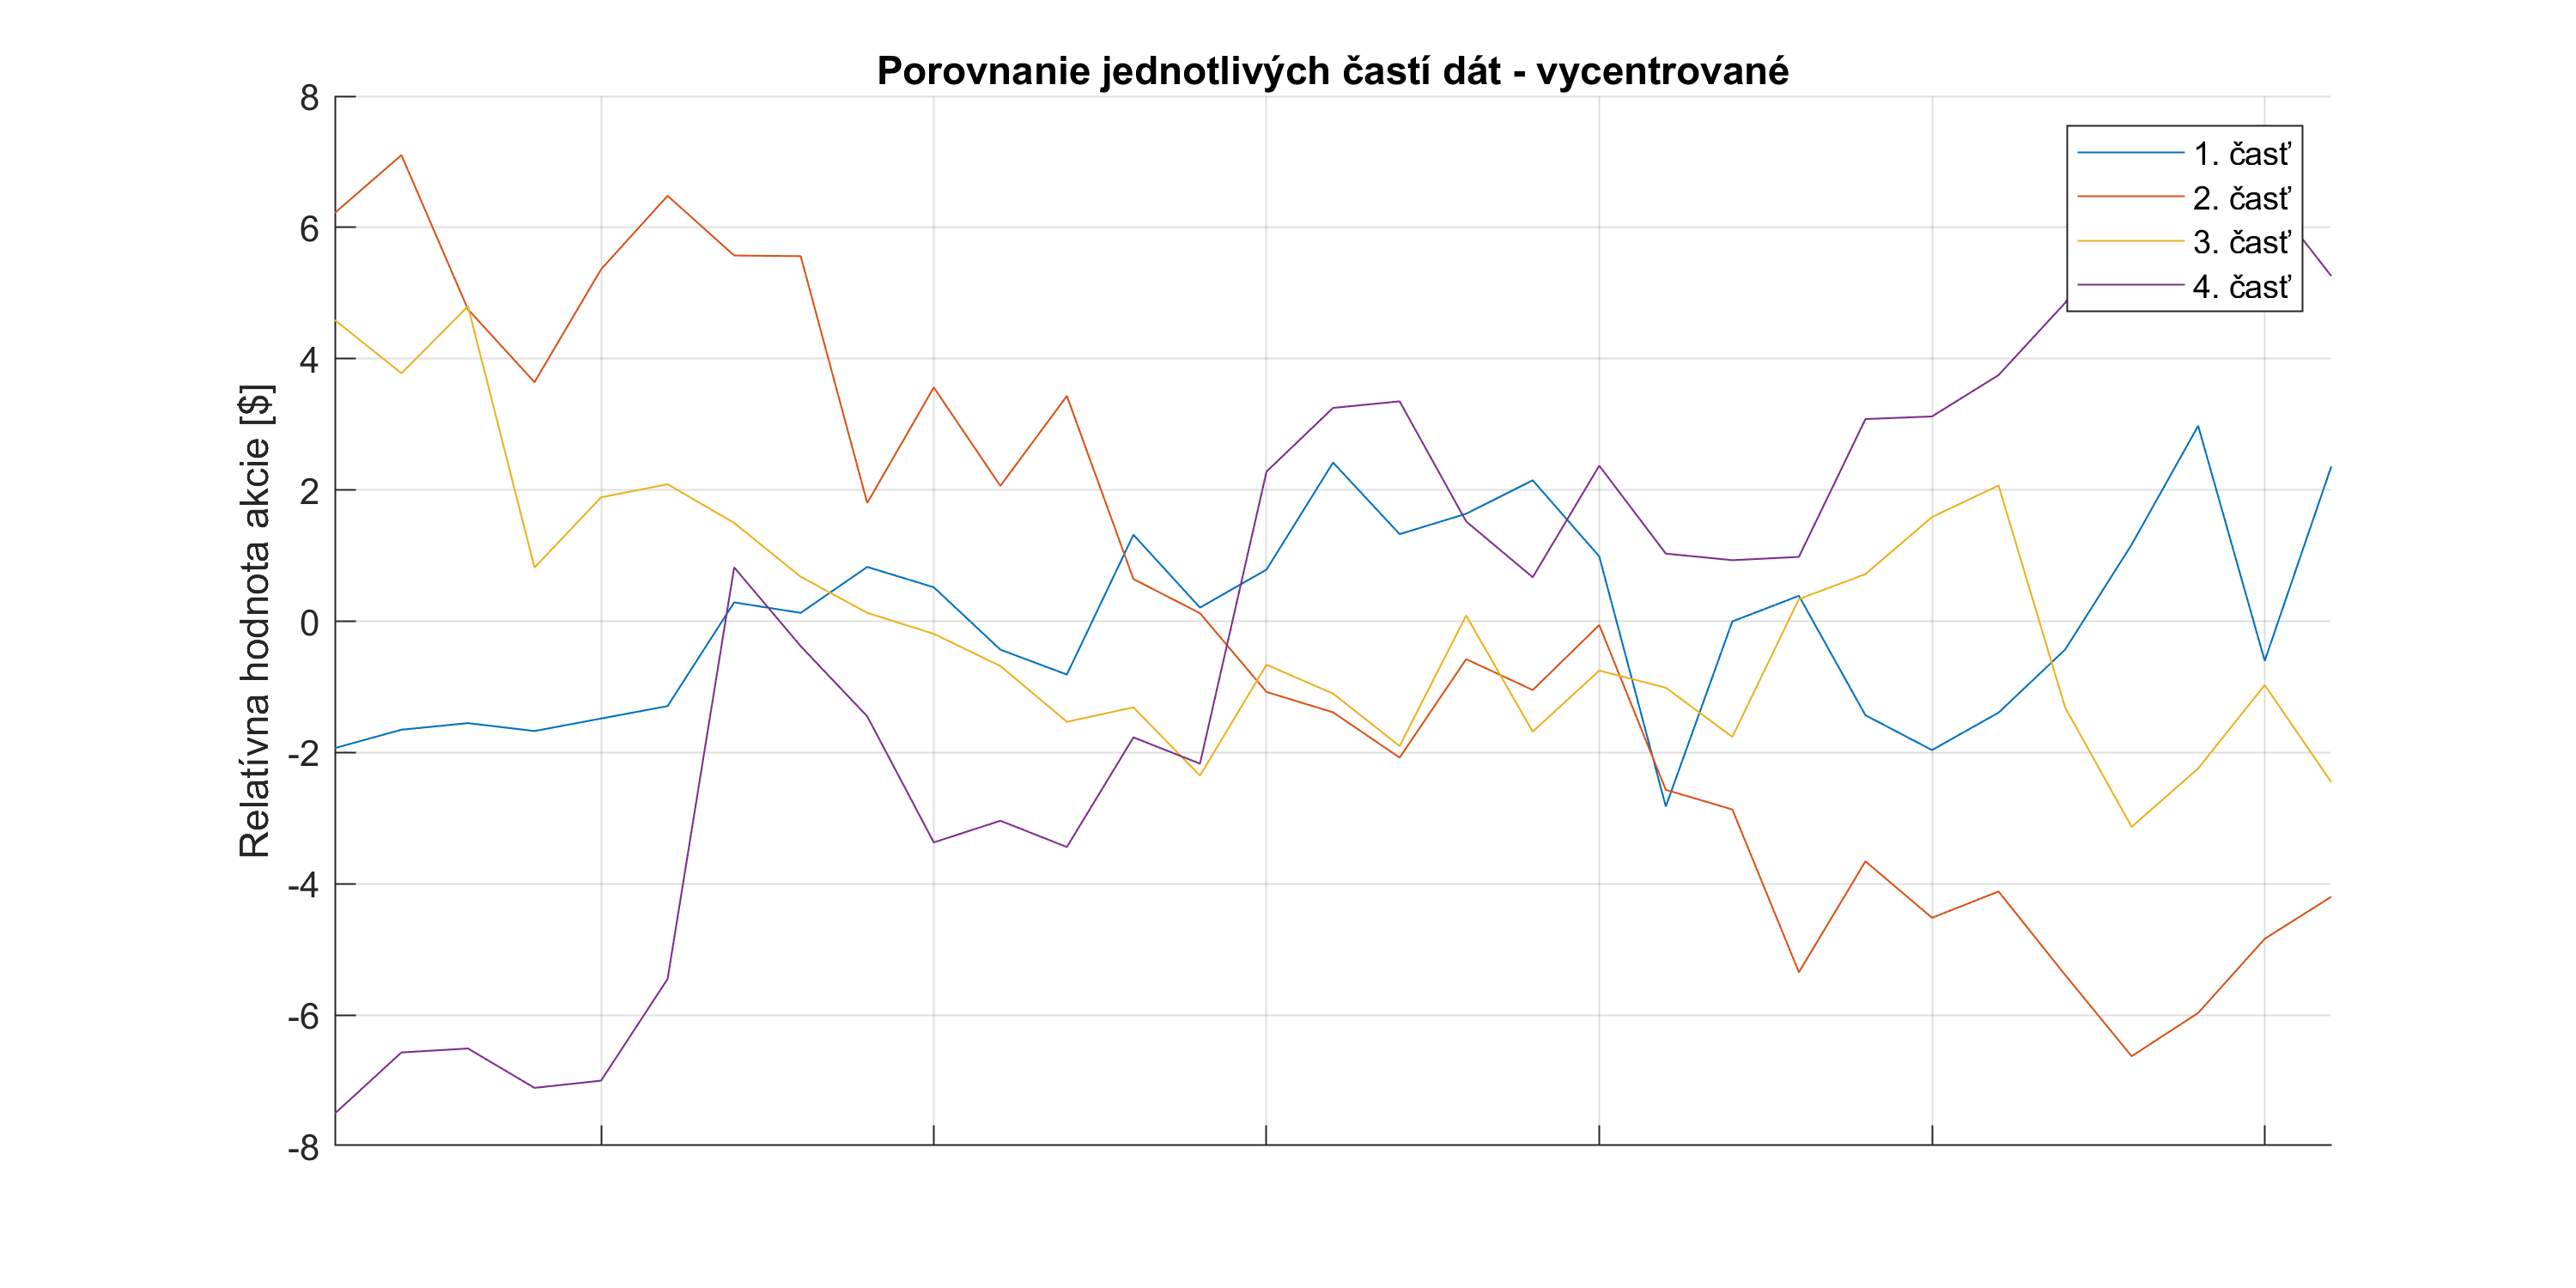 Porovnanie jednotlivých častí dát - vycentrované
8
6
4
2
0
-2
-4
-6
-8
Relatívna hodnota akcie [$]
1. časť
2. časť
3. časť
4. časť